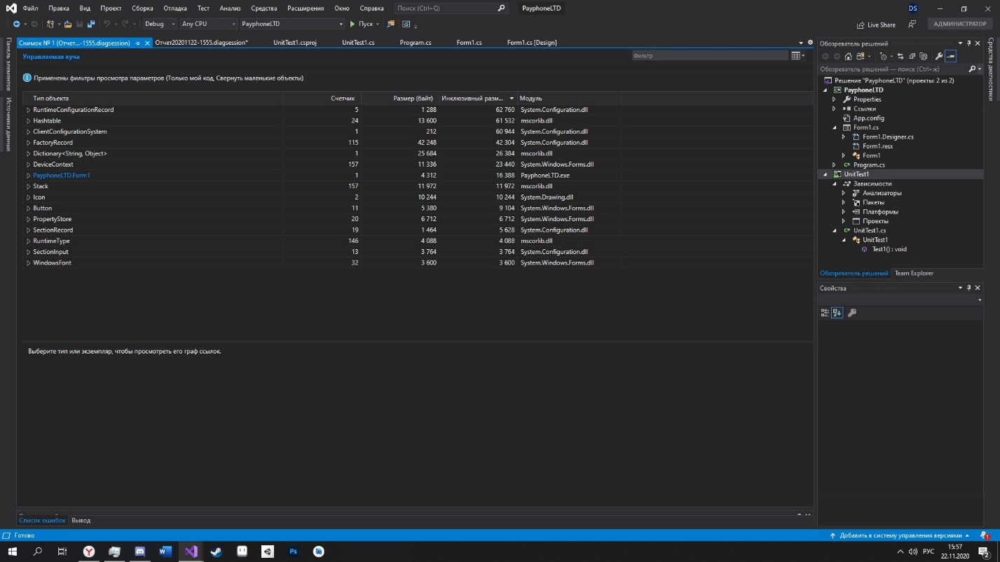 Файл Правка Вид Проект Сборка Отладка Тест Анализ Средства Расширения Окно Справка Поиск (Ctrl+Q) PayphoneLTD DS
Debug Any CPU PayphoneLTD Пуск Live Share АДМИНИСТРАТОР
Панель элементов
Источники данных
Снимок № 1 (Отчет...-1555.diagsession) Отчет20201122-1555.diagsession* UnitTest1.csproj UnitTest1.cs Program.cs Form1.cs Form1.cs [Design]
Управляемая куча Фильтр
Применены фильтры просмотра параметров (Только мой код, Свернуть маленькие объекты)
Тип объекта Счетчик Размер (байт) Инклюзивный разм... Модуль
RuntimeConfigurationRecord 5 1 288 62 760 System.Configuration.dll
Hashtable 24 13 600 61 532 mscorlib.dll
ClientConfigurationSystem 1 212 60 944 System.Configuration.dll
FactoryRecord 115 42 248 42 304 System.Configuration.dll
Dictionary<String, Object> 1 25 684 26 384 mscorlib.dll
DeviceContext 157 11 336 23 440 System.Windows.Forms.dll
PayphoneLTD.Form1 1 4 312 16 388 PayphoneLTD.exe
Stack 157 11 972 11 972 mscorlib.dll
Icon 2 10 244 10 244 System.Drawing.dll
Button 11 5 380 9 104 System.Windows.Forms.dll
PropertyStore 20 6 712 6 712 System.Windows.Forms.dll
SectionRecord 19 1 464 5 628 System.Configuration.dll
RuntimeType 146 4 088 4 088 mscorlib.dll
SectionInput 13 3 764 3 764 System.Configuration.dll
WindowsFont 32 3 600 3 600 System.Windows.Forms.dll
Выберите тип или экземпляр, чтобы просмотреть его граф ссылок.
Обозреватель решений
Обозреватель решений — поиск (Ctrl+ж)
Решение "PayphoneLTD" (проекты: 2 из 2)
PayphoneLTD
Properties
Ссылки
App.config
Form1.cs
Form1.Designer.cs
Form1.resx
Form1
Program.cs
UnitTest1
Зависимости
Анализаторы
Пакеты
Платформы
Проекты
UnitTest1.cs
UnitTest1
Test1() : void
Обозреватель решений Team Explorer
Свойства
Средства диагностики
Список ошибок Вывод
Готово Добавить в систему управления версиями 1
РУС 15:57
22.11.2020 2